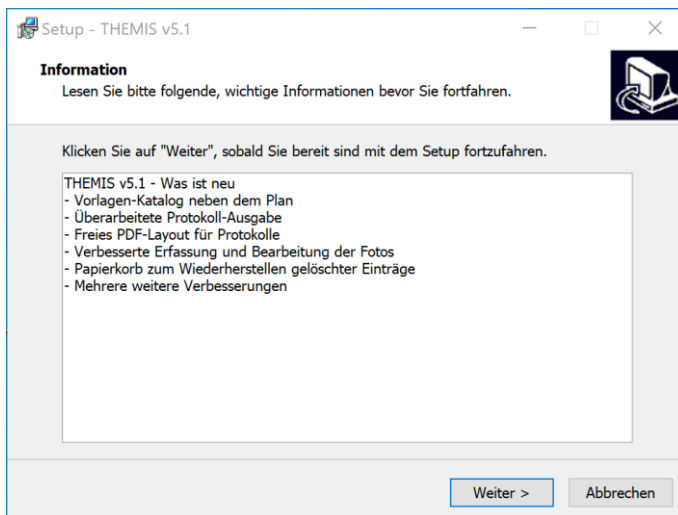 Setup - THEMIS v5.1
Information
Lesen Sie bitte folgende, wichtige Informationen bevor Sie fortfahren.
Klicken Sie auf "Weiter", sobald Sie bereit sind mit dem Setup fortzufahren.
THEMIS v5.1 - Was ist neu
- Vorlagen-Katalog neben dem Plan
- Überarbeitete Protokoll-Ausgabe
- Freies PDF-Layout für Protokolle
- Verbesserte Erfassung und Bearbeitung der Fotos
- Papierkorb zum Wiederherstellen gelöschter Einträge
- Mehrere weitere Verbesserungen
Weiter > Abbrechen